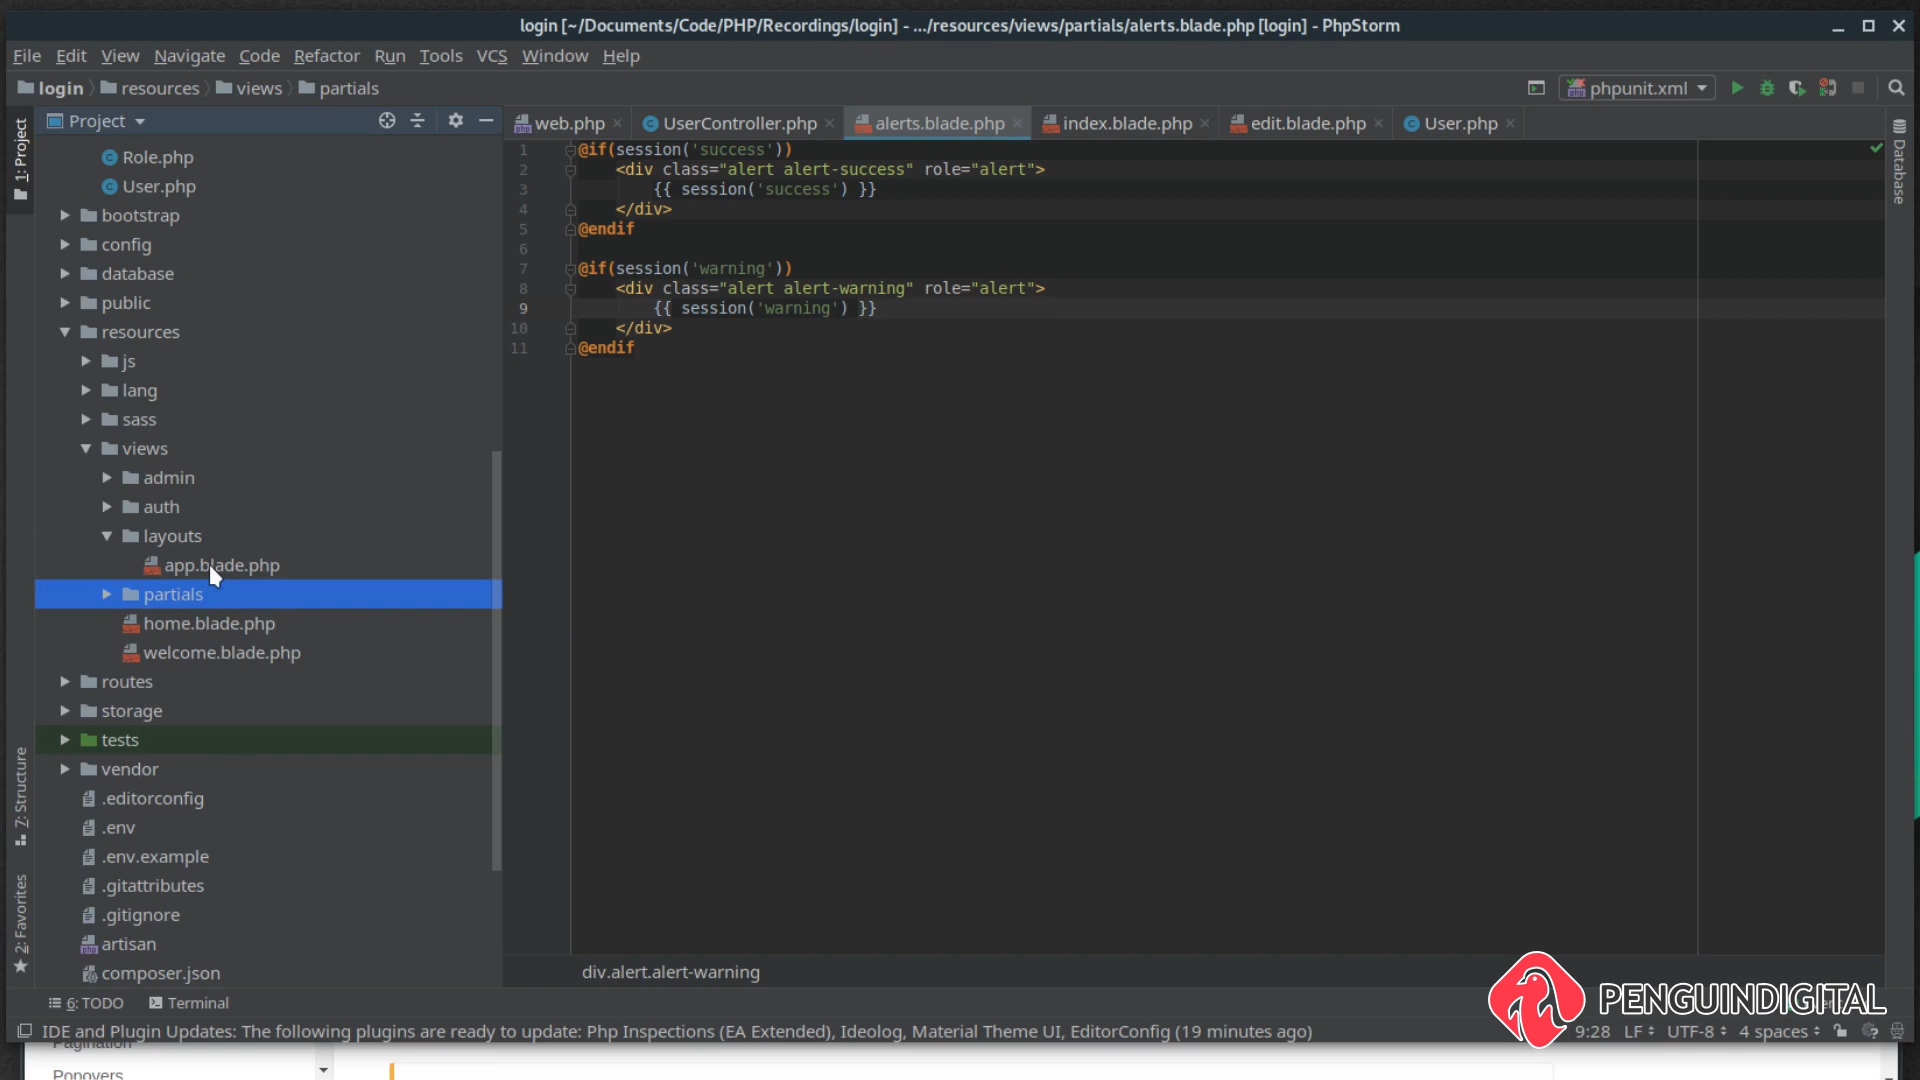 login [~/Documents/Code/PHP/Recordings/login] - .../resources/views/partials/alerts.blade.php [login] - PhpStorm
File Edit View Navigate Code Refactor Run Tools VCS Window Help
login resources views partials phpunit.xml
1: Project
Project
web.php UserController.php alerts.blade.php index.blade.php edit.blade.php User.php
Database
Role.php
User.php
bootstrap
config
database
public
resources
js
lang
sass
views
admin
auth
layouts
app.blade.php
partials
home.blade.php
welcome.blade.php
routes
storage
tests
vendor
.editorconfig
.env
.env.example
.gitattributes
.gitignore
artisan
composer.json
1 @if(session('success'))
2 <div class="alert alert-success" role="alert">
3 {{ session('success') }}
4 </div>
5 @endif
6
7 @if(session('warning'))
8 <div class="alert alert-warning" role="alert">
9 {{ session('warning') }}
10 </div>
11 @endif
div.alert.alert-warning
7: Structure
2: Favorites
6: TODO Terminal
PENGUINDIGITAL
IDE and Plugin Updates: The following plugins are ready to update: Php Inspections (EA Extended), Ideolog, Material Theme UI, EditorConfig (19 minutes ago) 9:28 LF UTF-8 4 spaces
Pagination
Popovers